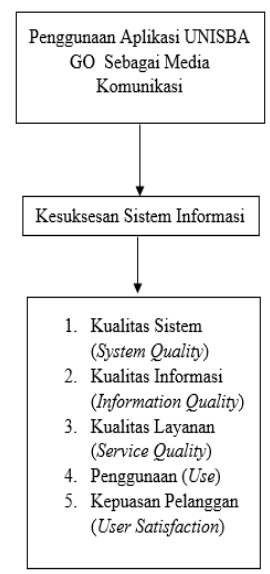 Penggunaan Aplikasi UNISBA
GO Sebagai Media
Komunikasi
Kesuksesan Sistem Informasi
1. Kualitas Sistem
(System Quality)
2. Kualitas Informasi
(Information Quality)
3. Kualitas Layanan
(Service Quality)
4. Penggunaan (Use)
5. Kepuasan Pelanggan
(User Satisfaction)